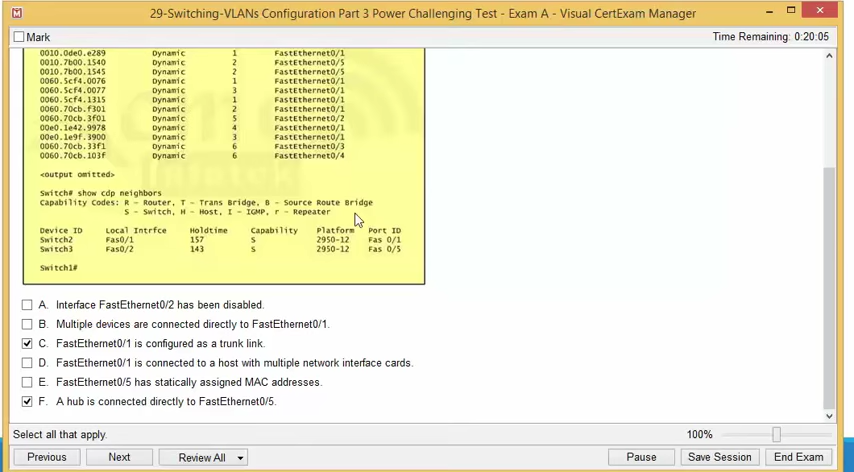 29-Switching-VLANs Configuration Part 3 Power Challenging Test - Exam A - Visual CertExam Manager
Mark
Time Remaining: 0:20:05
0010.0de0.e289 Dynamic 1 FastEthernet0/1
0010.7b00.1540 Dynamic 2 FastEthernet0/5
0010.7b00.1545 Dynamic 2 FastEthernet0/5
0060.5cf4.0076 Dynamic 1 FastEthernet0/1
0060.5cf4.0077 Dynamic 3 FastEthernet0/1
0060.5cf4.1315 Dynamic 1 FastEthernet0/1
0060.70cb.f301 Dynamic 2 FastEthernet0/1
0060.70cb.3f01 Dynamic 5 FastEthernet0/2
00e0.1e42.9978 Dynamic 4 FastEthernet0/1
00e0.1e9f.3900 Dynamic 3 FastEthernet0/1
0060.70cb.33f1 Dynamic 6 FastEthernet0/3
0060.70cb.103f Dynamic 6 FastEthernet0/4
<output omitted>
Switch# show cdp neighbors
Capability Codes: R - Router, T - Trans Bridge, B - Source Route Bridge
S - Switch, H - Host, I - IGMP, r - Repeater
Device ID Local Intrfce Holdtime Capability Platform Port ID
Switch2 Fas0/1 157 S 2950-12 Fas 0/1
Switch3 Fas0/2 143 S 2950-12 Fas 0/5
Switch1#
A. Interface FastEthernet0/2 has been disabled.
B. Multiple devices are connected directly to FastEthernet0/1.
C. FastEthernet0/1 is configured as a trunk link.
D. FastEthernet0/1 is connected to a host with multiple network interface cards.
E. FastEthernet0/5 has statically assigned MAC addresses.
F. A hub is connected directly to FastEthernet0/5.
Select all that apply.
100%
Previous Next Review All Pause Save Session End Exam